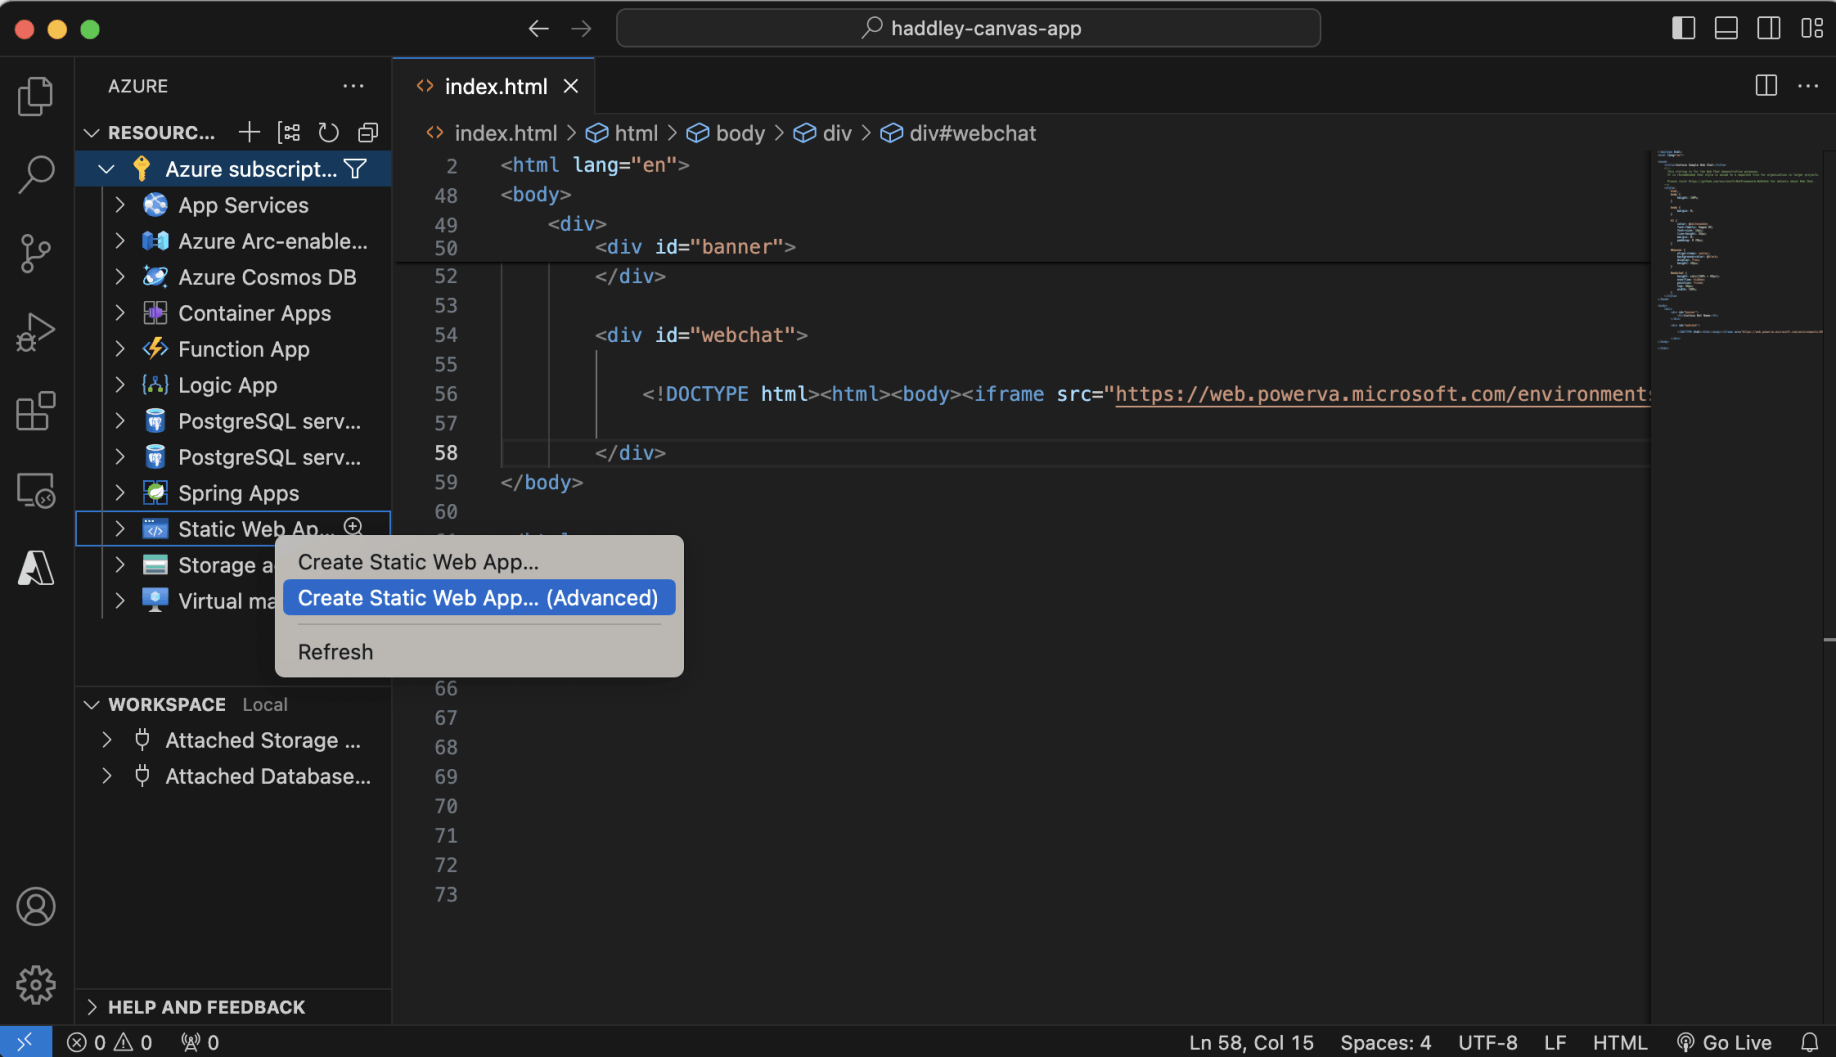 haddley-canvas-app
AZURE
index.html
RESOURC...
index.html > html > body > div > div#webchat
Azure subscript...
App Services
Azure Arc-enable...
Azure Cosmos DB
Container Apps
Function App
Logic App
PostgreSQL serv...
PostgreSQL serv...
Spring Apps
Static Web Ap...
Storage a
Virtual ma
2 <html lang="en">
48 <body>
49 <div>
50 <div id="banner">
52 </div>
53
54 <div id="webchat">
55
56 <!DOCTYPE html><html><body><iframe src="https://web.powerva.microsoft.com/environments
57
58 </div>
59 </body>
60
Create Static Web App...
Create Static Web App... (Advanced)
Refresh
66
67
68
69
70
71
72
73
WORKSPACE Local
Attached Storage ...
Attached Database...
HELP AND FEEDBACK
0 0 0
Ln 58, Col 15 Spaces: 4 UTF-8 LF HTML Go Live